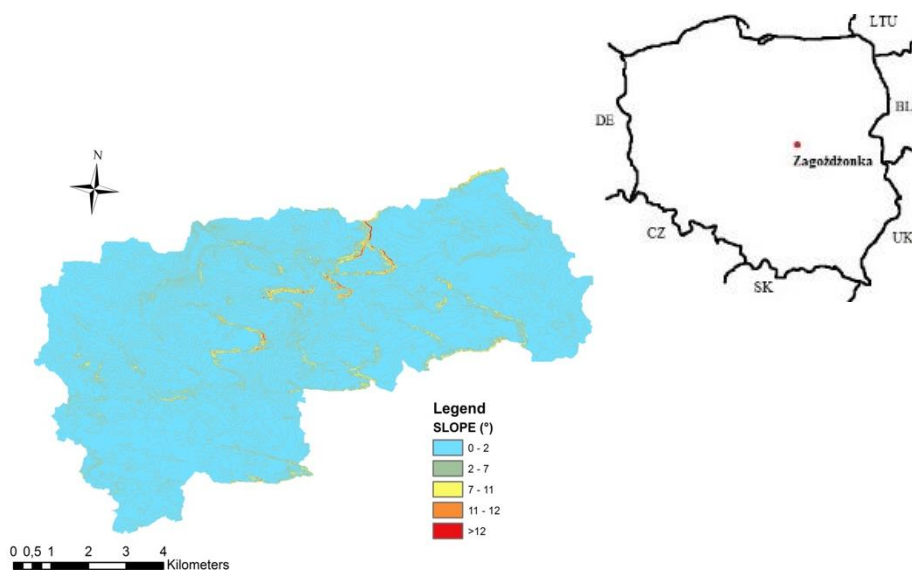 LTU
DE
BL
Zagożdżonka
CZ
UK
SK
N
Legend
SLOPE (°)
0 - 2
2 - 7
7 - 11
11 - 12
>12
0 0,5 1 2 3 4
Kilometers